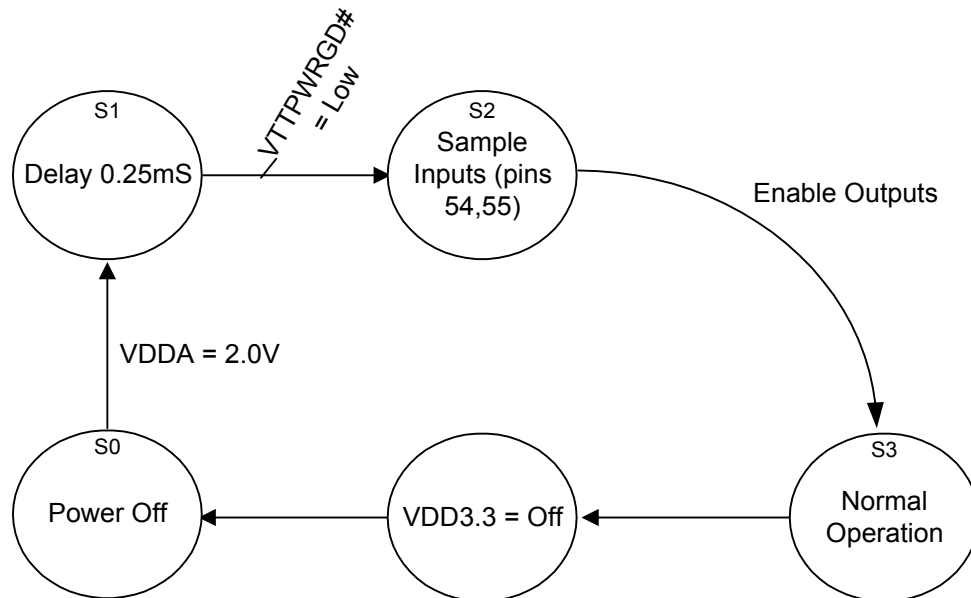 VTTPWRGD#
= Low
S1
Delay 0.25mS
S2
Sample
Inputs (pins
54,55)
Enable Outputs
VDDA = 2.0V
S0
Power Off
VDD3.3 = Off
S3
Normal
Operation